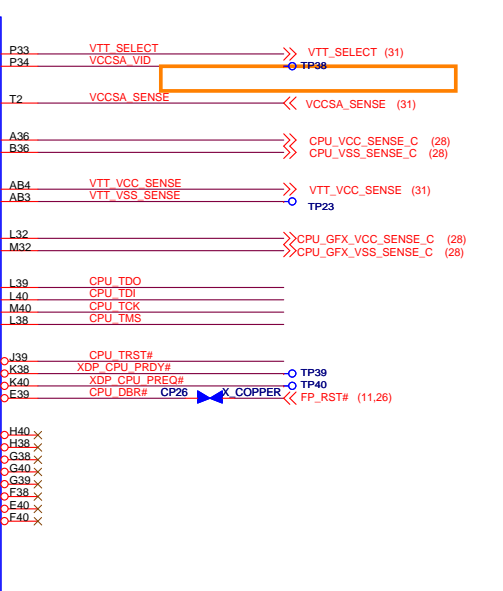 P33 VTT_SELECT VTT_SELECT (31)
P34 VCCSA_VID TP38
T2 VCCSA_SENSE VCCSA_SENSE (31)
A36 CPU_VCC_SENSE_C (28)
B36 CPU_VSS_SENSE_C (28)
AB4 VTT_VCC_SENSE VTT_VCC_SENSE (31)
AB3 VTT_VSS_SENSE TP23
L32 CPU_GFX_VCC_SENSE_C (28)
M32 CPU_GFX_VSS_SENSE_C (28)
L39 CPU_TDO
L40 CPU_TDI
M40 CPU_TCK
L38 CPU_TMS
J39 CPU_TRST#
K38 XDP_CPU_PRDY# TP39
K40 XDP_CPU_PREQ# TP40
E39 CPU_DBR# CP26 X_COPPER FP_RST# (11,26)
H40
H38
G38
G40
G39
F38
E40
F40